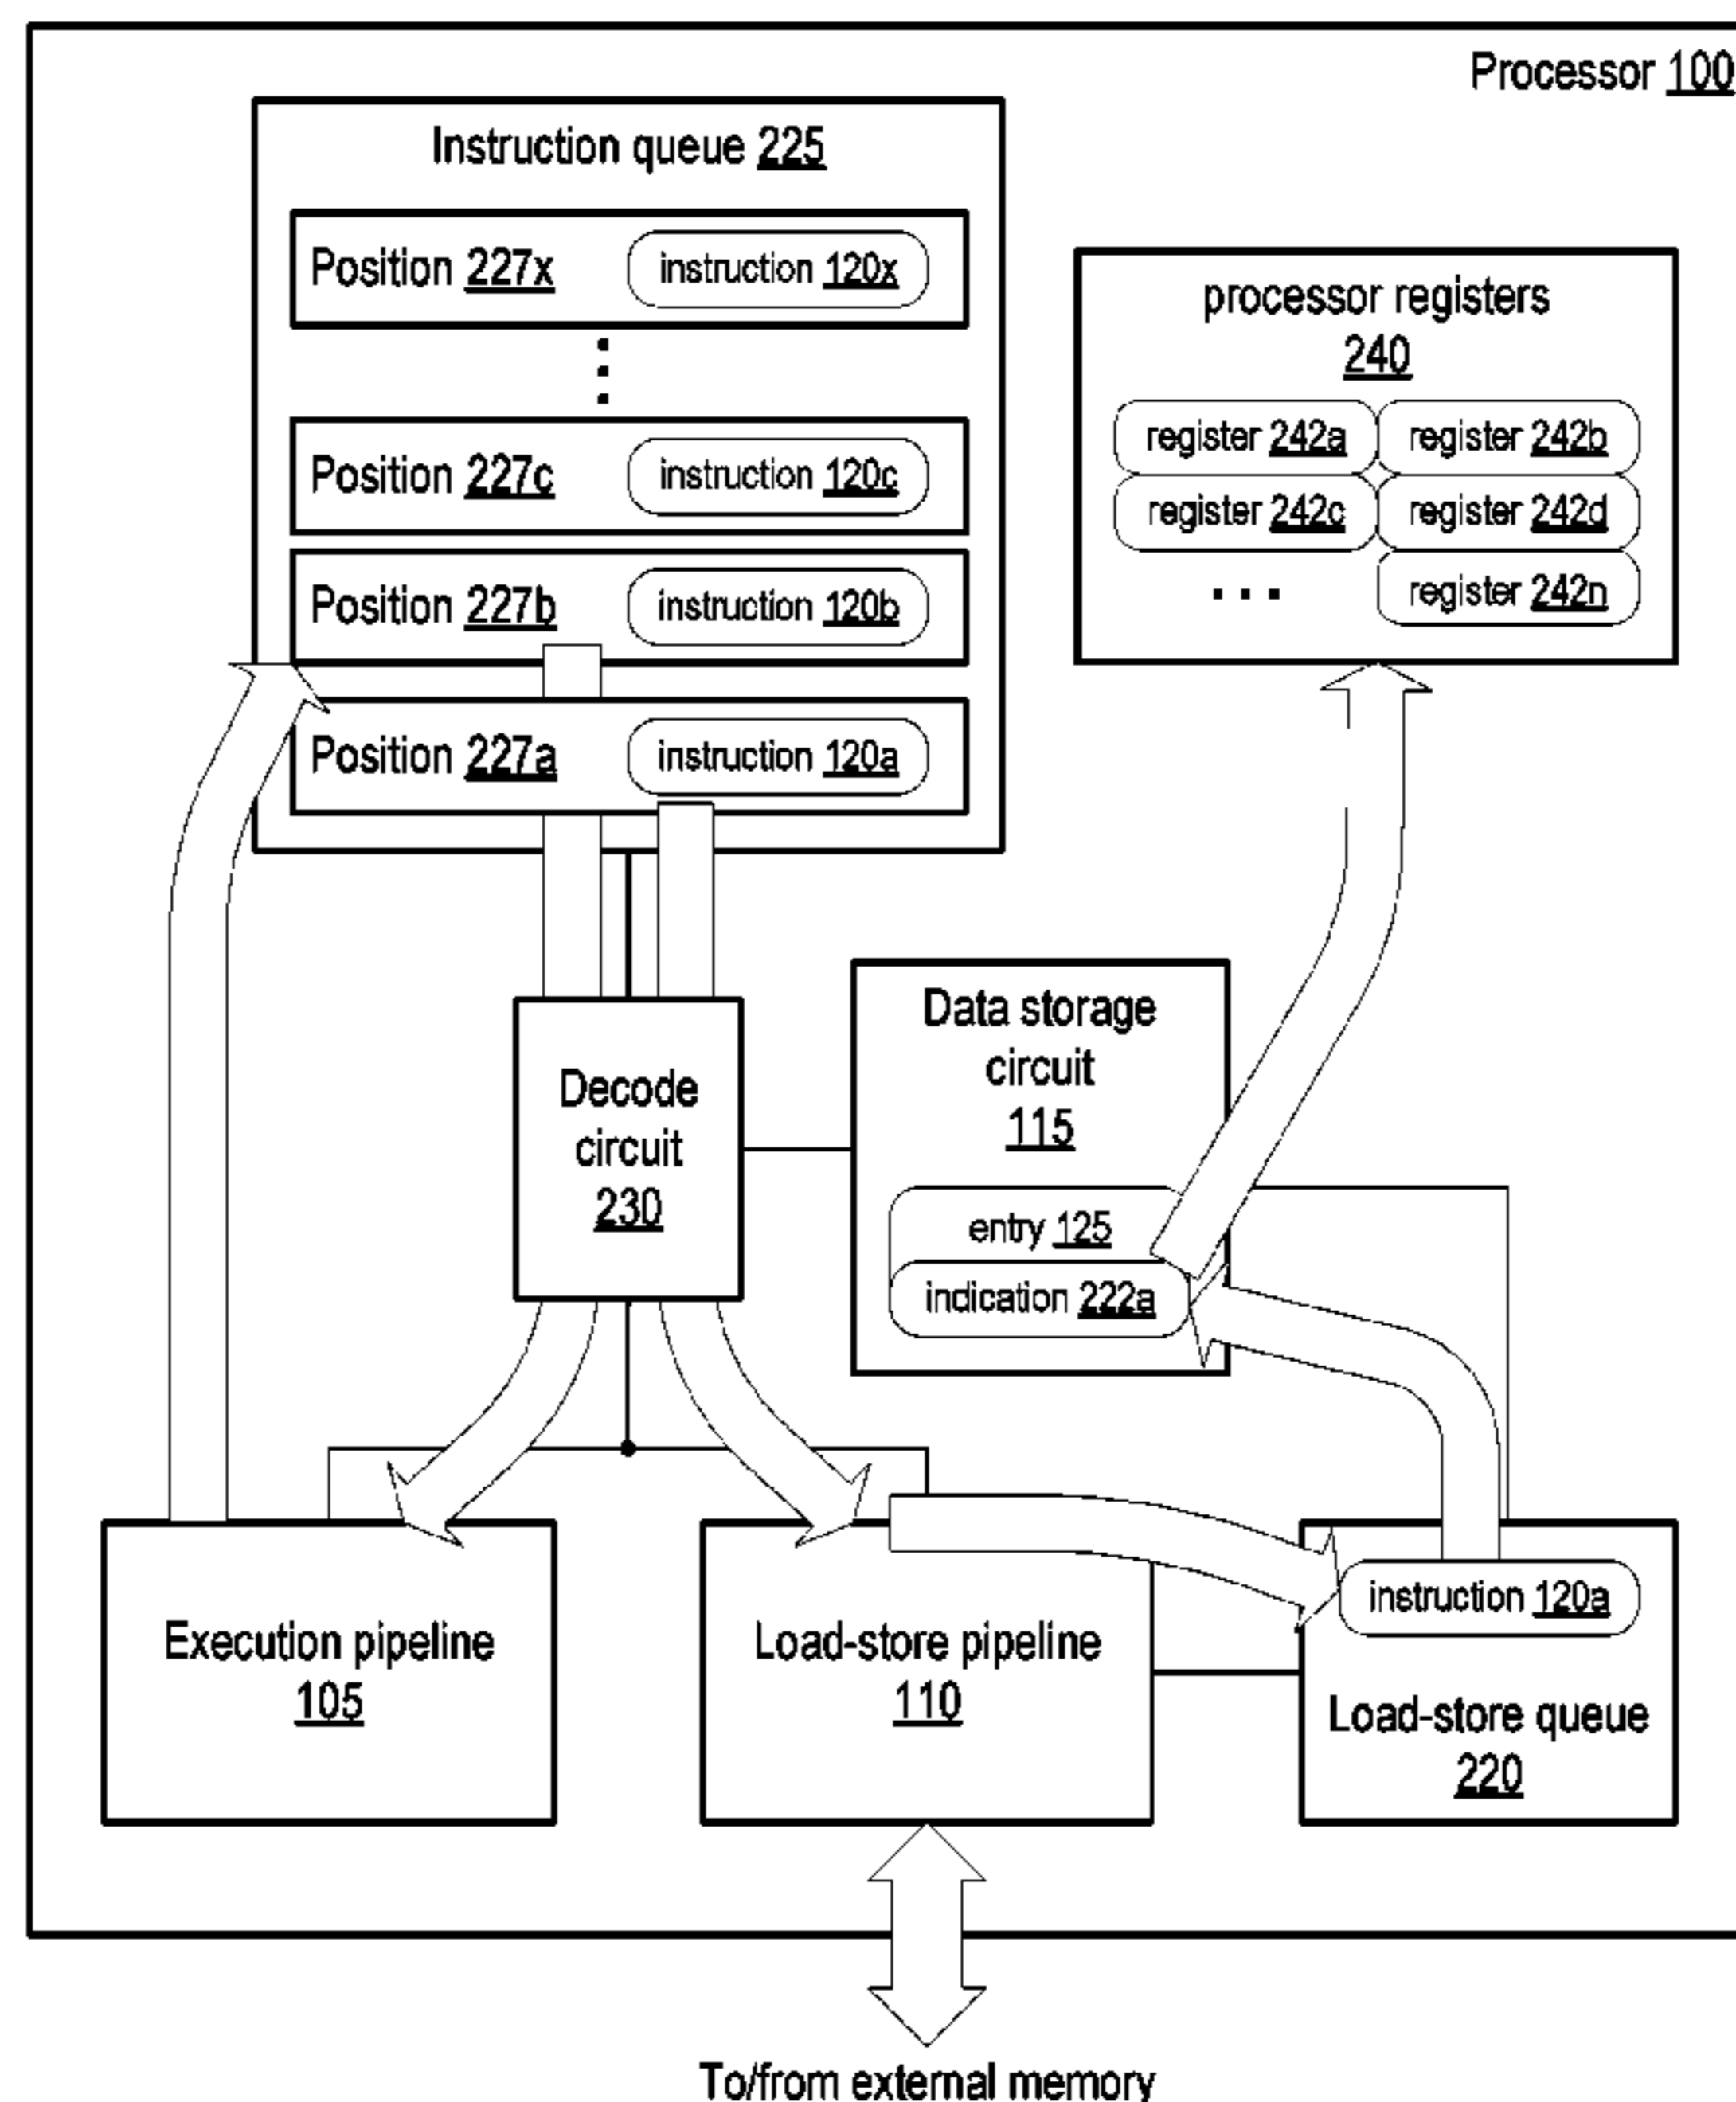 Processor 100
Instruction queue 225
Position 227x instruction 120x
Position 227c instruction 120c
Position 227b instruction 120b
Position 227a instruction 120a
processor registers
240
register 242a register 242b
register 242c register 242d
... register 242n
Decode
circuit
230
Data storage
circuit
115
entry 125
indication 222a
Execution pipeline
105
Load-store pipeline
110
instruction 120a
Load-store queue
220
To/from external memory